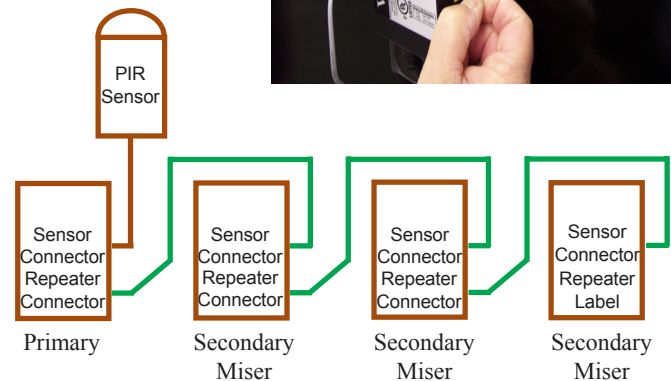 PIR
Sensor
Sensor
Connector
Repeater
Connector
Sensor
Connector
Repeater
Connector
Sensor
Connector
Repeater
Connector
Sensor
Connector
Repeater
Label
Primary
Secondary
Miser
Secondary
Miser
Secondary
Miser